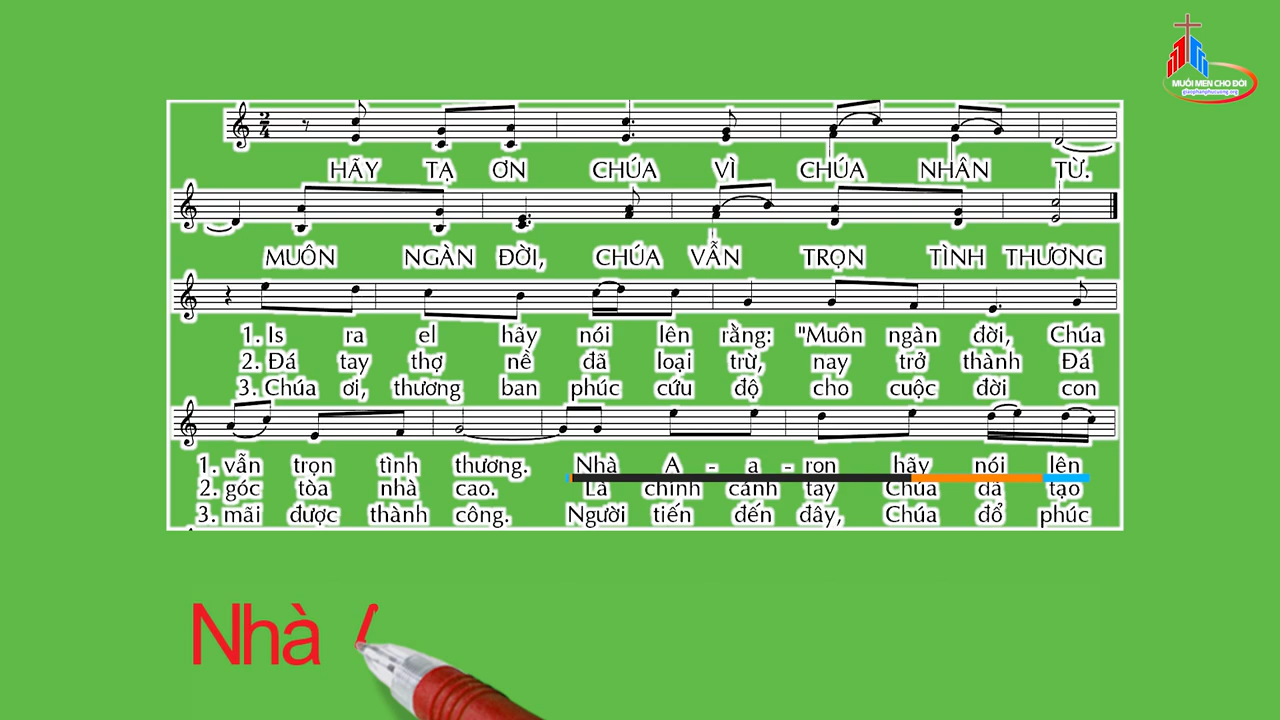 MUỐI MEN CHO ĐỜI
giaophanphucuong.org
HÃY TẠ ƠN CHÚA VÌ CHÚA NHÂN TỪ.
MUÔN NGÀN ĐỜI, CHÚA VẪN TRỌN TÌNH THƯƠNG
1. Is ra el hãy nói lên rằng: "Muôn ngàn đời, Chúa
2. Đá tay thợ nề đã loại trừ, nay trở thành Đá
3. Chúa ơi, thương ban phúc cứu độ cho cuộc đời con
1. vẫn trọn tình thương. Nhà A - a - ron hãy nói lên
2. góc tòa nhà cao. Là chính cánh tay Chúa đã tạo
3. mãi được thành công. Người tiến đến đây, Chúa đổ phúc
Nhà